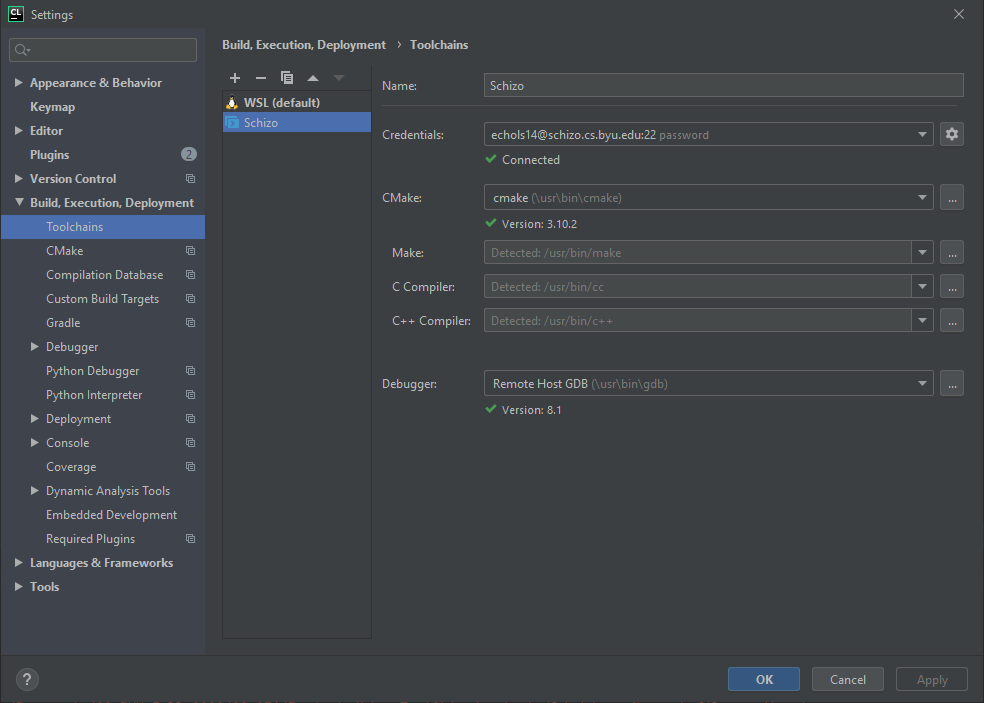 CL Settings
Build, Execution, Deployment › Toolchains
Appearance & Behavior
Keymap
Editor
Plugins 2
Version Control
Build, Execution, Deployment
Toolchains
CMake
Compilation Database
Custom Build Targets
Gradle
Debugger
Python Debugger
Python Interpreter
Deployment
Console
Coverage
Dynamic Analysis Tools
Embedded Development
Required Plugins
Languages & Frameworks
Tools
WSL (default)
Schizo
Name: Schizo
Credentials: echols14@schizo.cs.byu.edu:22 password
Connected
CMake: cmake (\usr\bin\cmake) ...
Version: 3.10.2
Make: Detected: /usr/bin/make ...
C Compiler: Detected: /usr/bin/cc ...
C++ Compiler: Detected: /usr/bin/c++ ...
Debugger: Remote Host GDB (\usr\bin\gdb) ...
Version: 8.1
? OK Cancel Apply